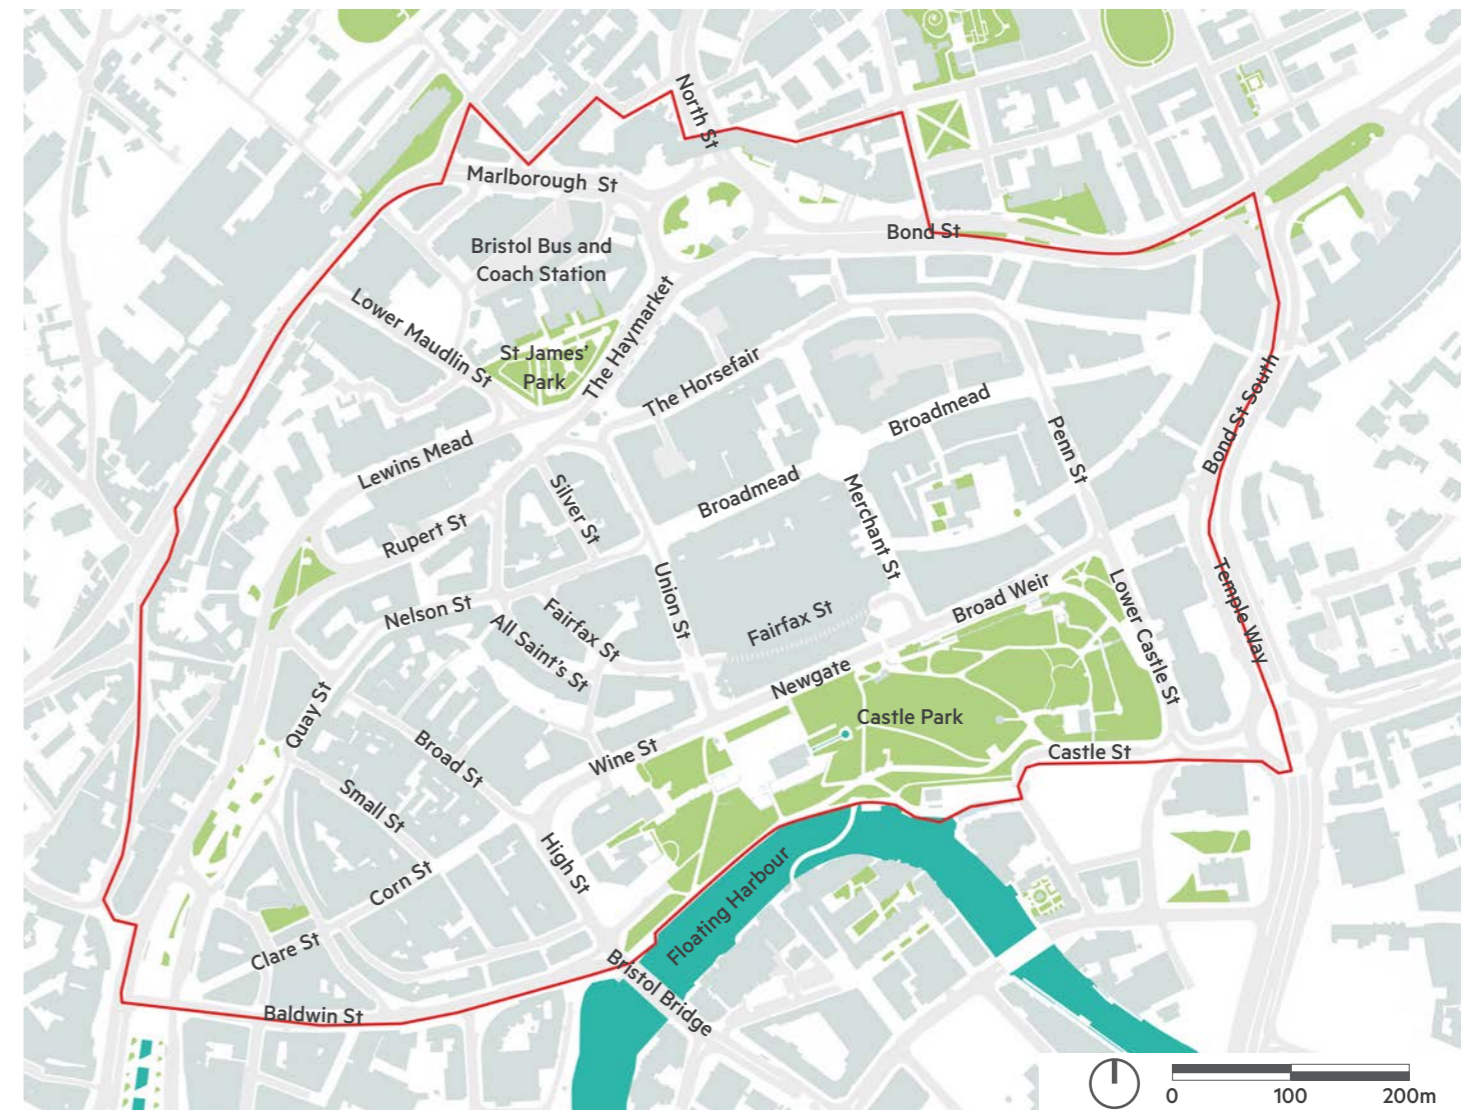 North St
Marlborough St
Bond St
Bristol Bus and
Coach Station
Lower Maudlin St
The Haymarket
St James'
Park
The Horsefair
Bond St South
Broadmead
Penn St
Lewins Mead
Silver St
Broadmead
Merchant St
Rupert St
Union St
Temple Way
Nelson St
Fairfax St
All Saint's St
Fairfax St
Broad Weir
Lower Castle St
Newgate
Quay St
Castle Park
Broad St
Wine St
Castle St
Small St
High St
Corn St
Floating Harbour
Clare St
Bristol Bridge
Baldwin St
0 100 200m